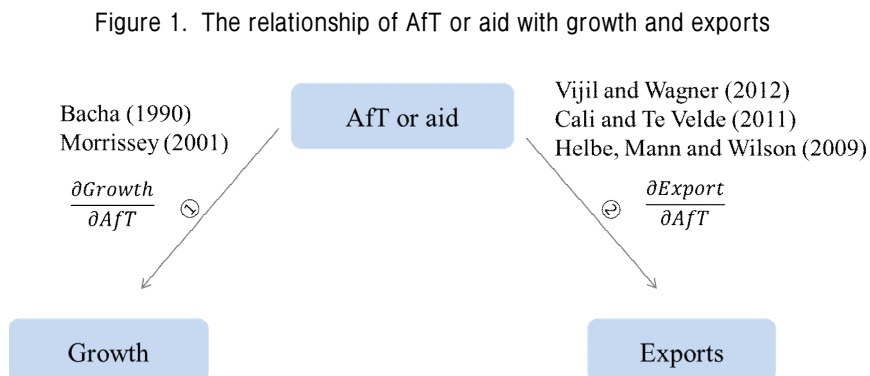 Figure 1. The relationship of AfT or aid with growth and exports
Bacha (1990)
Morrissey (2001)
AfT or aid
Vijil and Wagner (2012)
Cali and Te Velde (2011)
Helbe, Mann and Wilson (2009)
∂Growth
∂AfT
①
②
∂Export
∂AfT
Growth
Exports